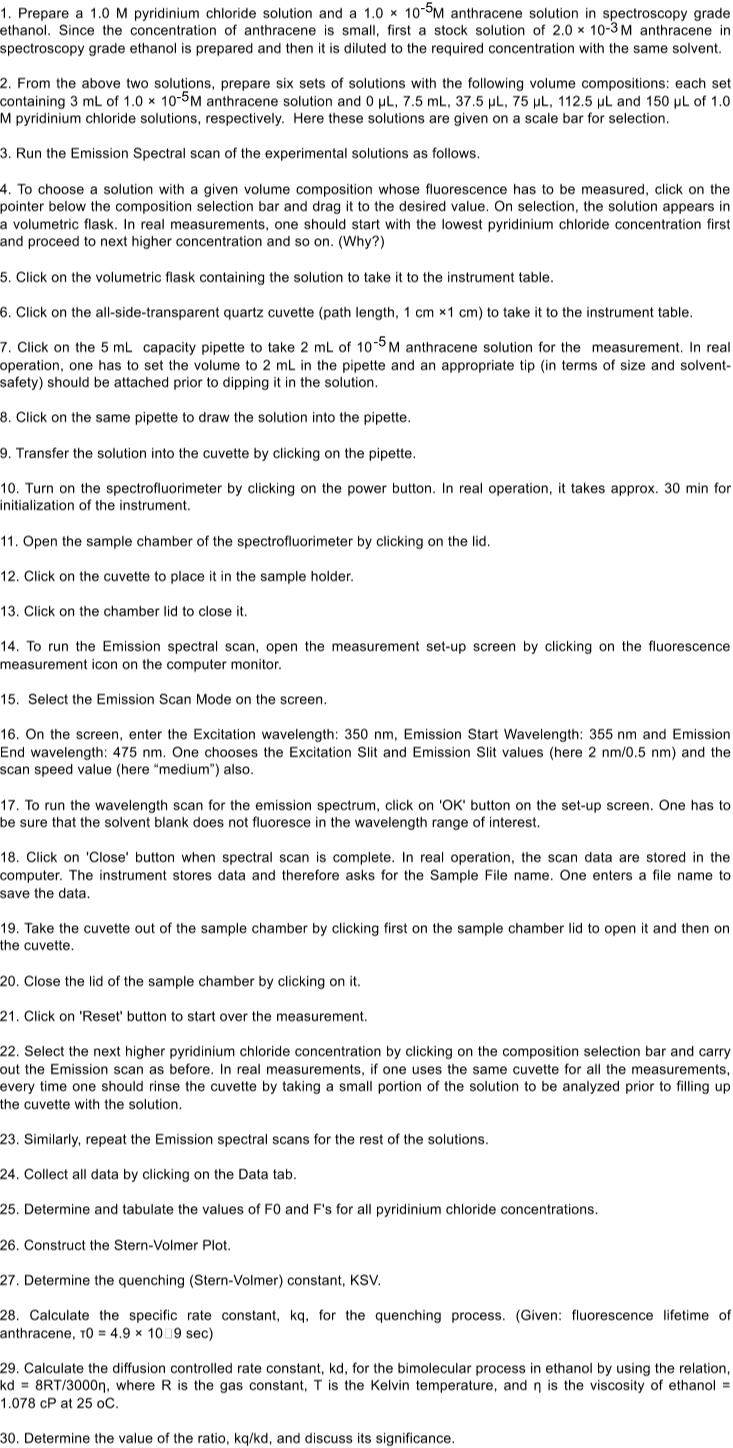 1. Prepare a 1.0 M pyridinium chloride solution and a 1.0 × 10-5M anthracene solution in spectroscopy grade
ethanol. Since the concentration of anthracene is small, first a stock solution of 2.0 × 10-3 M anthracene in
spectroscopy grade ethanol is prepared and then it is diluted to the required concentration with the same solvent.
2. From the above two solutions, prepare six sets of solutions with the following volume compositions: each set
containing 3 mL of 1.0 × 10-5M anthracene solution and 0 µL, 7.5 mL, 37.5 µL, 75 µL, 112.5 µL and 150 µL of 1.0
M pyridinium chloride solutions, respectively.  Here these solutions are given on a scale bar for selection.
3. Run the Emission Spectral scan of the experimental solutions as follows.
4. To choose a solution with a given volume composition whose fluorescence has to be measured, click on the
pointer below the composition selection bar and drag it to the desired value. On selection, the solution appears in
a volumetric flask. In real measurements, one should start with the lowest pyridinium chloride concentration first
and proceed to next higher concentration and so on. (Why?)
5. Click on the volumetric flask containing the solution to take it to the instrument table.
6. Click on the all-side-transparent quartz cuvette (path length, 1 cm ×1 cm) to take it to the instrument table.
7. Click on the 5 mL  capacity pipette to take 2 mL of 10-5 M anthracene solution for the  measurement. In real
operation, one has to set the volume to 2 mL in the pipette and an appropriate tip (in terms of size and solvent-
safety) should be attached prior to dipping it in the solution.
8. Click on the same pipette to draw the solution into the pipette.
9. Transfer the solution into the cuvette by clicking on the pipette.
10. Turn on the spectrofluorimeter by clicking on the power button. In real operation, it takes approx. 30 min for
initialization of the instrument.
11. Open the sample chamber of the spectrofluorimeter by clicking on the lid.
12. Click on the cuvette to place it in the sample holder.
13. Click on the chamber lid to close it.
14. To run the Emission spectral scan, open the measurement set-up screen by clicking on the fluorescence
measurement icon on the computer monitor.
15.  Select the Emission Scan Mode on the screen.
16. On the screen, enter the Excitation wavelength: 350 nm, Emission Start Wavelength: 355 nm and Emission
End wavelength: 475 nm. One chooses the Excitation Slit and Emission Slit values (here 2 nm/0.5 nm) and the
scan speed value (here “medium”) also.
17. To run the wavelength scan for the emission spectrum, click on 'OK' button on the set-up screen. One has to
be sure that the solvent blank does not fluoresce in the wavelength range of interest.
18. Click on 'Close' button when spectral scan is complete. In real operation, the scan data are stored in the
computer. The instrument stores data and therefore asks for the Sample File name. One enters a file name to
save the data.
19. Take the cuvette out of the sample chamber by clicking first on the sample chamber lid to open it and then on
the cuvette.
20. Close the lid of the sample chamber by clicking on it.
21. Click on 'Reset' button to start over the measurement.
22. Select the next higher pyridinium chloride concentration by clicking on the composition selection bar and carry
out the Emission scan as before. In real measurements, if one uses the same cuvette for all the measurements,
every time one should rinse the cuvette by taking a small portion of the solution to be analyzed prior to filling up
the cuvette with the solution.
23. Similarly, repeat the Emission spectral scans for the rest of the solutions.
24. Collect all data by clicking on the Data tab.
25. Determine and tabulate the values of F0 and F's for all pyridinium chloride concentrations.
26. Construct the Stern-Volmer Plot.
27. Determine the quenching (Stern-Volmer) constant, KSV.
28. Calculate the specific rate constant, kq, for the quenching process. (Given: fluorescence lifetime of
anthracene, τ0 = 4.9 × 10□9 sec)
29. Calculate the diffusion controlled rate constant, kd, for the bimolecular process in ethanol by using the relation,
kd = 8RT/3000η, where R is the gas constant, T is the Kelvin temperature, and η is the viscosity of ethanol =
1.078 cP at 25 oC.
30. Determine the value of the ratio, kq/kd, and discuss its significance.